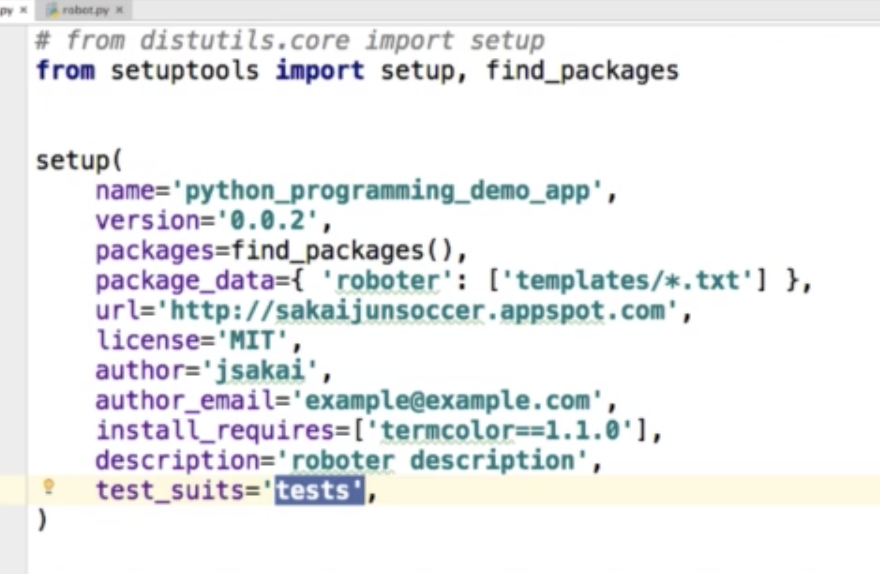 py × robot.py ×
# from distutils.core import setup
from setuptools import setup, find_packages
setup(
name='python_programming_demo_app',
version='0.0.2',
packages=find_packages(),
package_data={ 'roboter': ['templates/*.txt'] },
url='http://sakaijunsoccer.appspot.com',
license='MIT',
author='jsakai',
author_email='example@example.com',
install_requires=['termcolor==1.1.0'],
description='roboter description',
test_suits='tests',
)